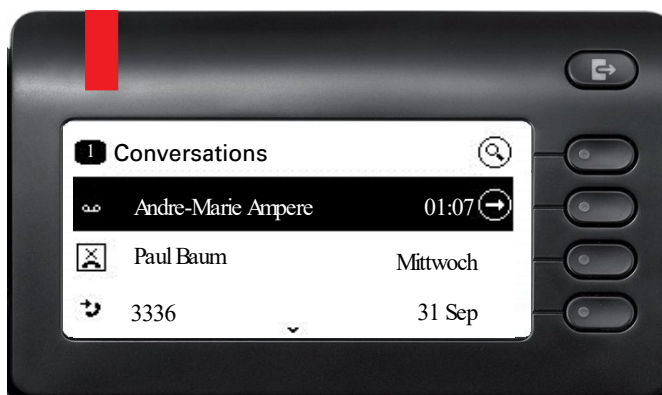 1 Conversations
Andre-Marie Ampere 01:07
Paul Baum Mittwoch
3336 31 Sep